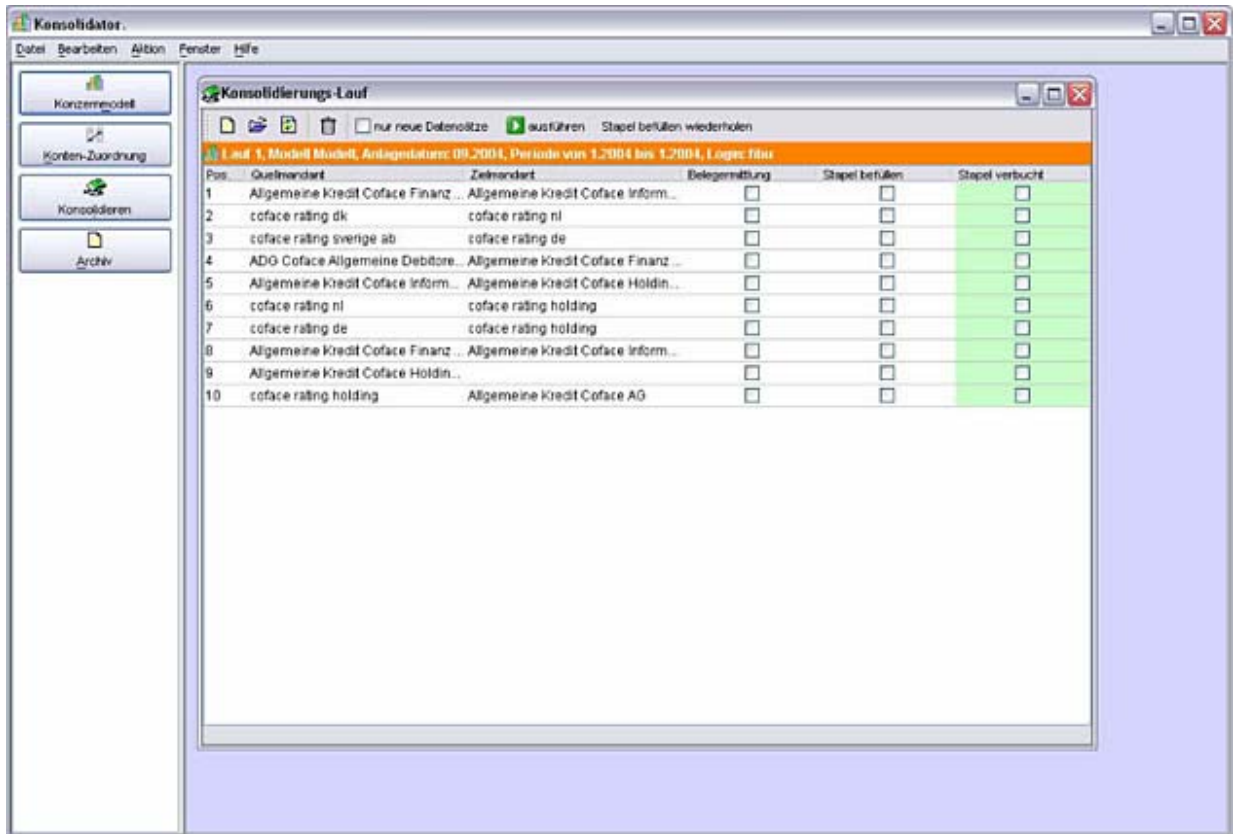 Konsolidator.
Datei Bearbeiten Aktion Fenster Hilfe
Konzernmodell
Konten-Zuordnung
Konsolidieren
Archiv
Konsolidierungs-Lauf
nur neue Datensätze ausführen Stapel befüllen wiederholen
Lauf 1, Modell Modell, Anlagedatum: 09.2004, Periode von 1.2004 bis 1.2004, Login: fibu
Pos. Quellmandant Zielmandant Belegermittlung Stapel befüllen Stapel verbucht
1 Allgemeine Kredit Coface Finanz ... Allgemeine Kredit Coface Inform...
2 coface rating dk coface rating nl
3 coface rating sverige ab coface rating de
4 ADG Coface Allgemeine Debitore... Allgemeine Kredit Coface Finanz ...
5 Allgemeine Kredit Coface Inform... Allgemeine Kredit Coface Holdin...
6 coface rating nl coface rating holding
7 coface rating de coface rating holding
8 Allgemeine Kredit Coface Finanz ... Allgemeine Kredit Coface Inform...
9 Allgemeine Kredit Coface Holdin...
10 coface rating holding Allgemeine Kredit Coface AG